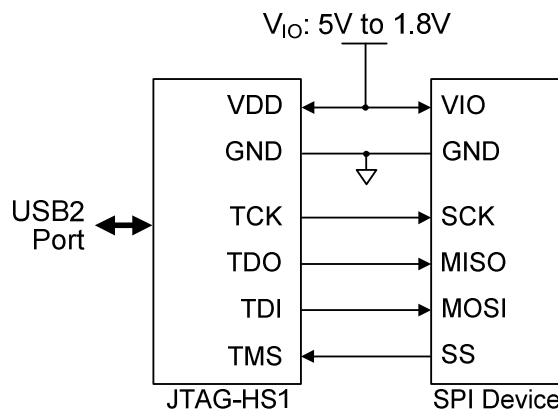 VIO: 5V to 1.8V
VDD
VIO
GND
GND
USB2
Port
TCK
SCK
TDO
MISO
TDI
MOSI
TMS
SS
JTAG-HS1
SPI Device